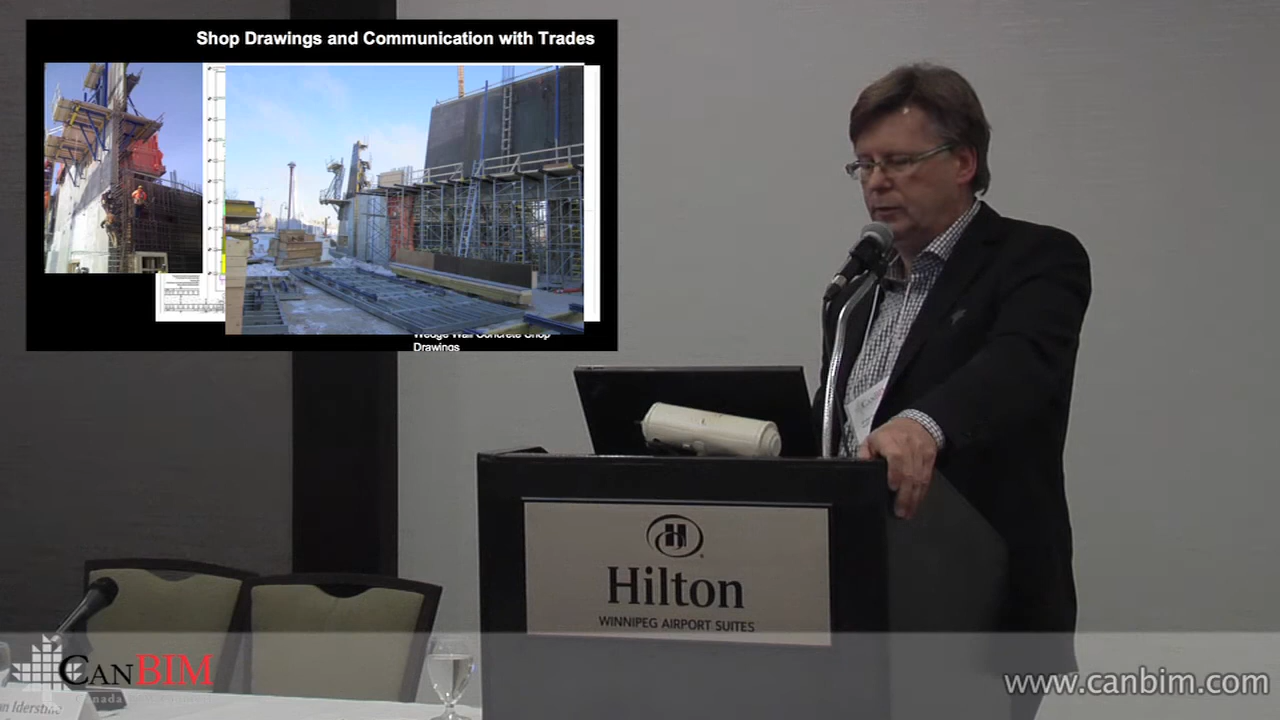 Shop Drawings and Communication with Trades
Wedge Wall Concrete Shop
Drawings
Hilton
WINNIPEG AIRPORT SUITES
CANBIM
www.canbim.com
Iderstine